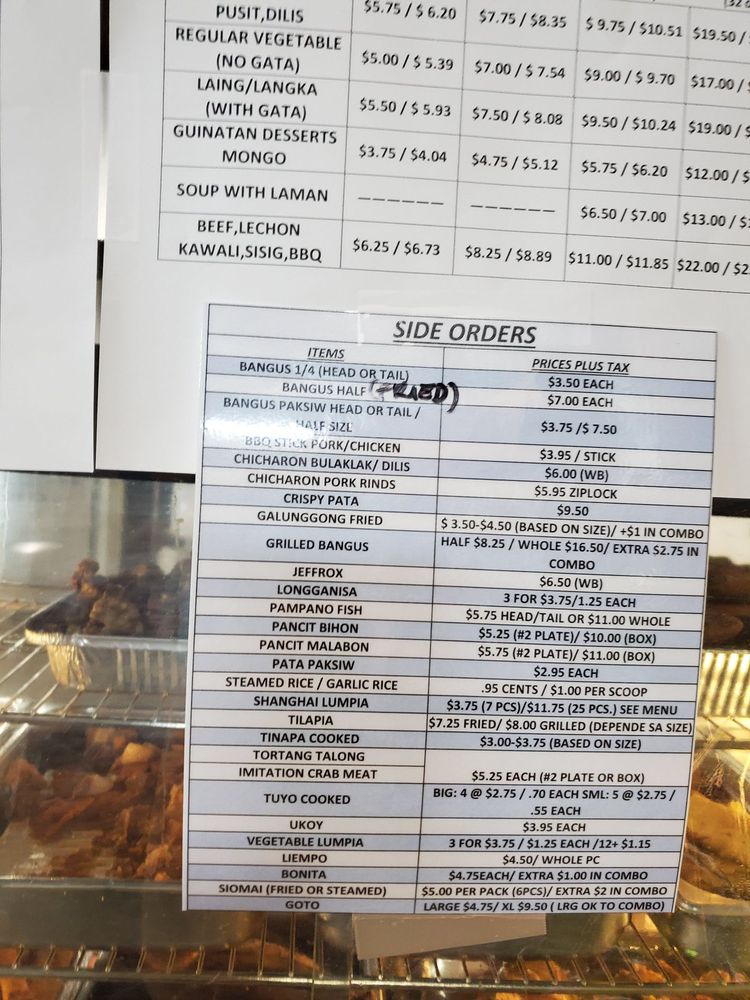 (32 
PUSIT,DILIS $5.75 / $ 6.20 $7.75 / $8.35 $ 9.75 / $10.51 $19.50 /
REGULAR VEGETABLE
(NO GATA) $5.00 / $ 5.39 $7.00 / $ 7.54 $9.00 / $ 9.70 $17.00 /
LAING/LANGKA
(WITH GATA) $5.50 / $ 5.93 $7.50 / $ 8.08 $9.50 / $10.24 $19.00 / $
GUINATAN DESSERTS
MONGO $3.75 / $4.04 $4.75 / $5.12 $5.75 / $6.20 $12.00 / $
SOUP WITH LAMAN ------ ------ $6.50 / $7.00 $13.00 / $
BEEF,LECHON
KAWALI,SISIG,BBQ $6.25 / $6.73 $8.25 / $8.89 $11.00 / $11.85 $22.00 / $2
SIDE ORDERS
ITEMS PRICES PLUS TAX
BANGUS 1/4 (HEAD OR TAIL) $3.50 EACH
BANGUS HALF (FRIED) $7.00 EACH
BANGUS PAKSIW HEAD OR TAIL /
HALF SIZE $3.75 /$ 7.50
BBQ STICK PORK/CHICKEN $3.95 / STICK
CHICHARON BULAKLAK/ DILIS $6.00 (WB)
CHICHARON PORK RINDS $5.95 ZIPLOCK
CRISPY PATA $9.50
GALUNGGONG FRIED $ 3.50-$4.50 (BASED ON SIZE)/ +$1 IN COMBO
GRILLED BANGUS HALF $8.25 / WHOLE $16.50/ EXTRA $2.75 IN
COMBO
JEFFROX $6.50 (WB)
LONGGANISA 3 FOR $3.75/1.25 EACH
PAMPANO FISH $5.75 HEAD/TAIL OR $11.00 WHOLE
PANCIT BIHON $5.25 (#2 PLATE)/ $10.00 (BOX)
PANCIT MALABON $5.75 (#2 PLATE)/ $11.00 (BOX)
PATA PAKSIW $2.95 EACH
STEAMED RICE / GARLIC RICE .95 CENTS / $1.00 PER SCOOP
SHANGHAI LUMPIA $3.75 (7 PCS)/$11.75 (25 PCS.) SEE MENU
TILAPIA $7.25 FRIED/ $8.00 GRILLED (DEPENDE SA SIZE)
TINAPA COOKED $3.00-$3.75 (BASED ON SIZE)
TORTANG TALONG
IMITATION CRAB MEAT $5.25 EACH (#2 PLATE OR BOX)
TUYO COOKED BIG: 4 @ $2.75 / .70 EACH SML: 5 @ $2.75 /
.55 EACH
UKOY $3.95 EACH
VEGETABLE LUMPIA 3 FOR $3.75 / $1.25 EACH /12+ $1.15
LIEMPO $4.50/ WHOLE PC
BONITA $4.75EACH/ EXTRA $1.00 IN COMBO
SIOMAI (FRIED OR STEAMED) $5.00 PER PACK (6PCS)/ EXTRA $2 IN COMBO
GOTO LARGE $4.75/ XL $9.50 ( LRG OK TO COMBO)